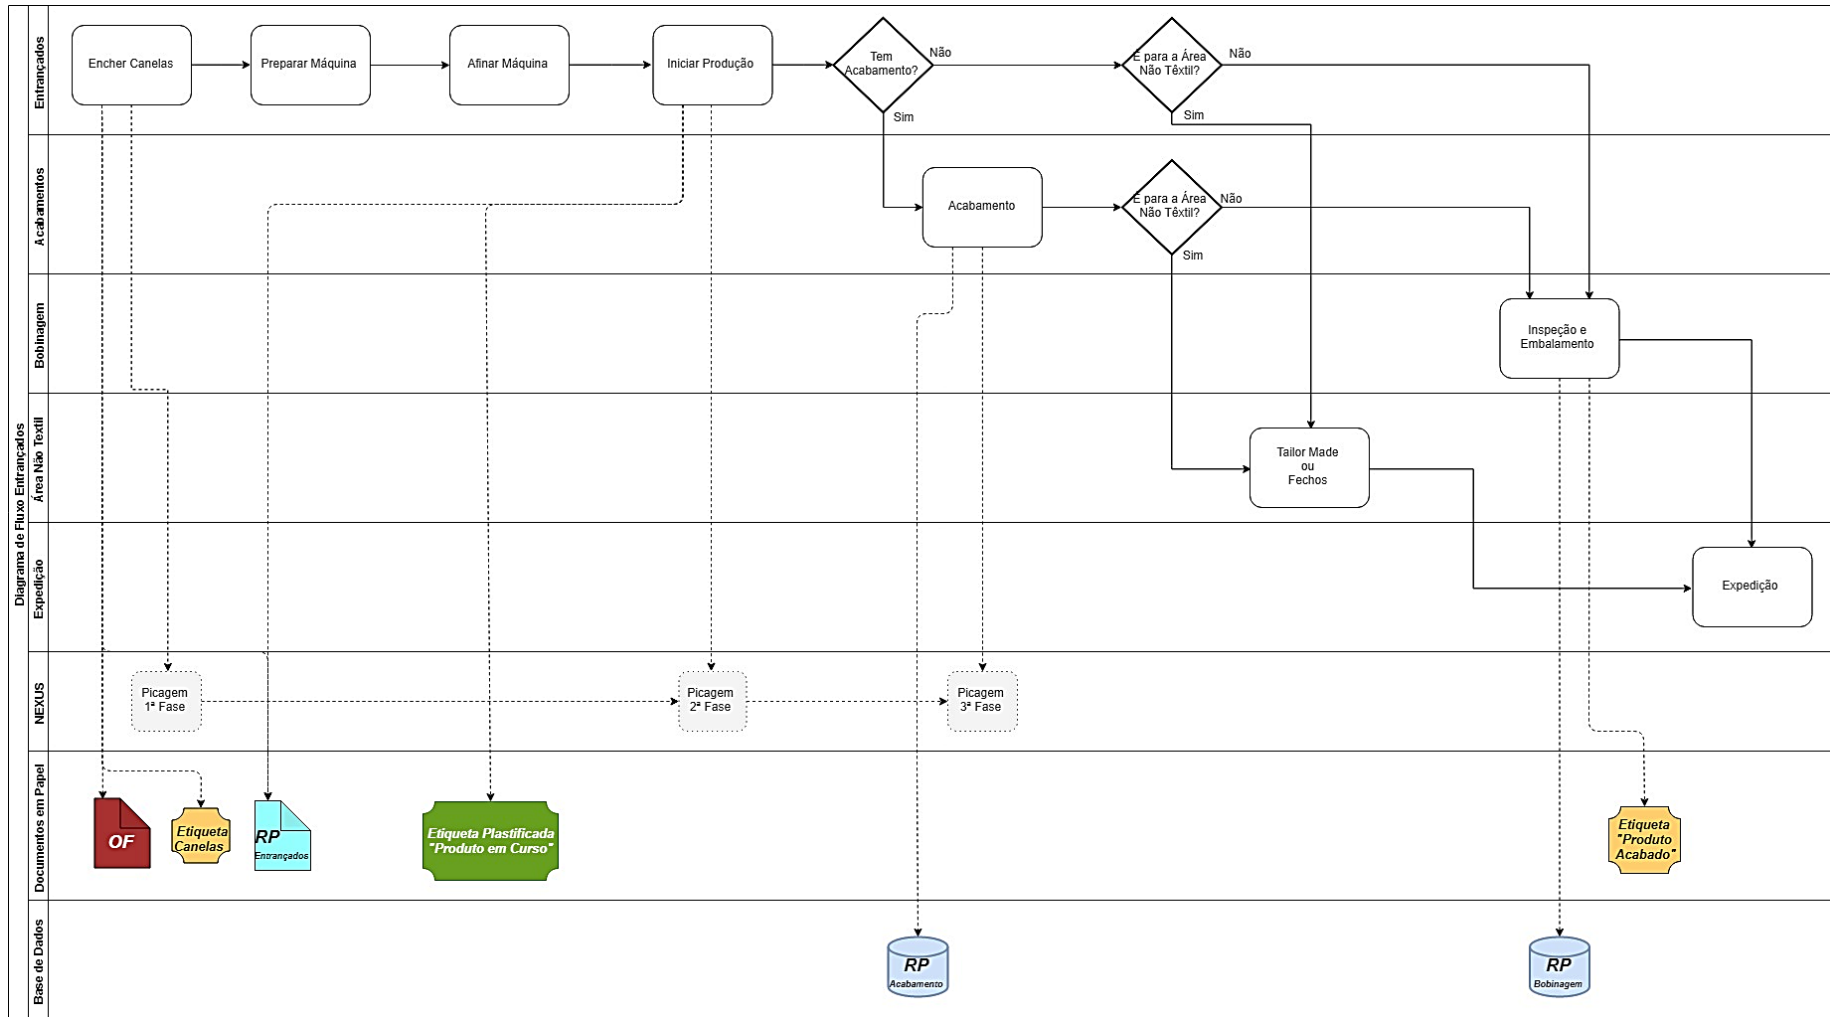 Diagrama de Fluxo Entrançados
Entrançados
Encher Canelas
Preparar Máquina
Afinar Máquina
Iniciar Produção
Tem
Acabamento?
Não
Sim
É para a Área
Não Têxtil?
Não
Sim
Acabamentos
Acabamento
É para a Área
Não Têxtil?
Não
Sim
Bobinagem
Inspeção e
Embalamento
Área Não Textil
Tailor Made
ou
Fechos
Expedição
Expedição
NEXUS
Picagem
1ª Fase
Picagem
2ª Fase
Picagem
3ª Fase
Documentos em Papel
OF
Etiqueta
Canelas
RP
Entrançados
Etiqueta Plastificada
"Produto em Curso"
Etiqueta
"Produto
Acabado"
Base de Dados
RP
Acabamento
RP
Bobinagem